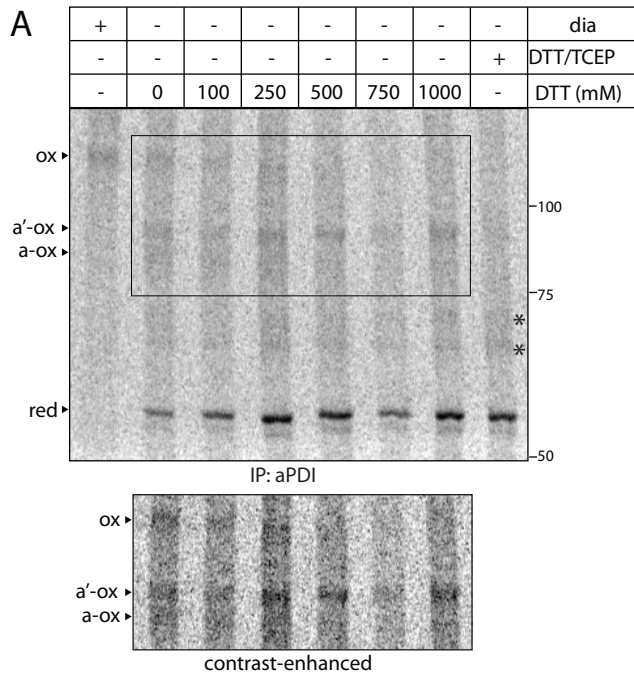 A
+ - - - - - - - dia
- - - - - - - + DTT/TCEP
- 0 100 250 500 750 1000 - DTT (mM)
ox
100
a'-ox
a-ox
75
*
*
red
50
IP: aPDI
ox
a'-ox
a-ox
contrast-enhanced